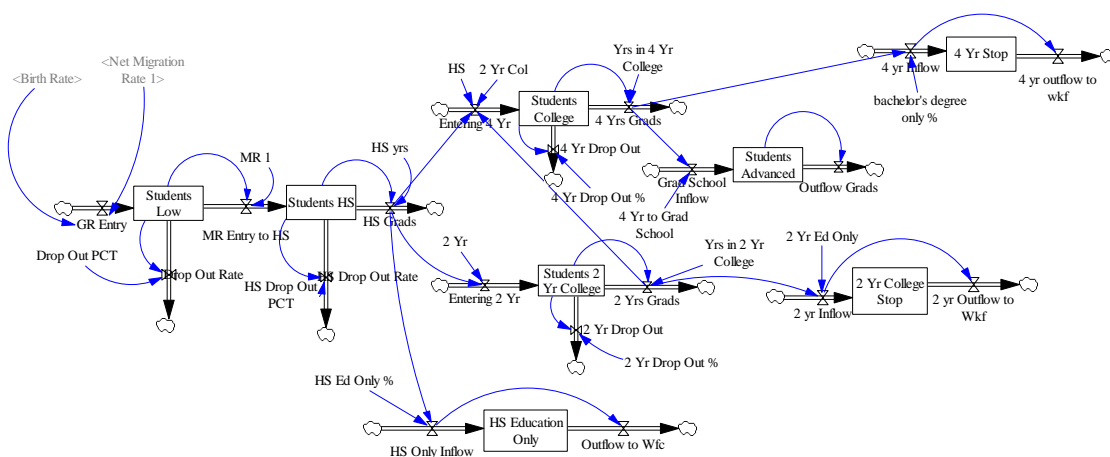 <Net Migration
Rate 1>
<Birth Rate>
Students
Low
GR Entry
MR 1
MR Entry to HS
Drop Out PCT
Drop Out Rate
Students HS
HS yrs
HS Grads
HS Drop Out Rate
HS Drop Out
PCT
HS
2 Yr Col
Entering 4 Yr
Students
College
Yrs in 4 Yr
College
4 Yrs Grads
4 Yr Drop Out
4 Yr Drop Out %
4 yr Inflow
4 Yr Stop
4 yr outflow to
wkf
bachelor's degree
only %
Grad School
Inflow
4 Yr to Grad
School
Students
Advanced
Outflow Grads
2 Yr
Entering 2 Yr
Students 2
Yr College
Yrs in 2 Yr
College
2 Yrs Grads
2 Yr Drop Out
2 Yr Drop Out %
2 Yr Ed Only
2 yr Inflow
2 Yr College
Stop
2 yr Outflow to
Wkf
HS Ed Only %
HS Only Inflow
HS Education
Only
Outflow to Wfc